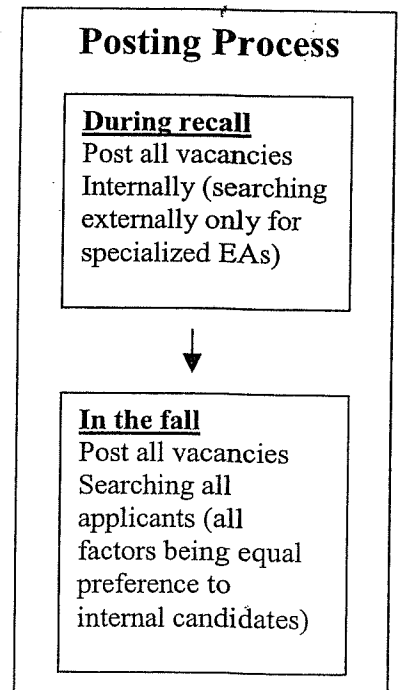 Posting Process
During recall
Post all vacancies
Internally (searching
externally only for
specialized EAs)
In the fall
Post all vacancies
Searching all
applicants (all
factors being equal
preference to
internal candidates)